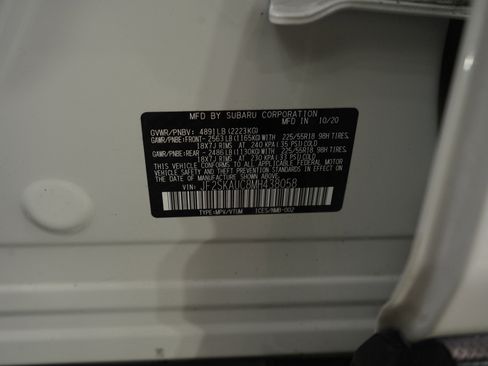 MFD BY SUBARU CORPORATION IN 10/20
GVWR/PNBV: 4891LB(2223KG)
GAWR/PNBE:FRONT-2563LB(1165KG)WITH 225/55R18 98H TIRES,
18X7J RIMS AT 240 KPA(35 PSI)COLD SINGLE.
GAWR/PNBE:REAR -2486LB(1130KG)WITH 225/55R18 98H TIRES,
18X7J RIMS AT 230 KPA(33 PSI)COLD SINGLE.
THIS VEHICLE CONFORMS TO ALL APPLICABLE FEDERAL MOTOR
VEHICLE SAFETY AND THEFT PREVENTION STANDARDS IN EFFECT
ON THE DATE OF MANUFACTURE SHOWN ABOVE.
VIN: JF2SKAUC8MH438058
TYPE:MPV/VTUM ICES/NMB-002